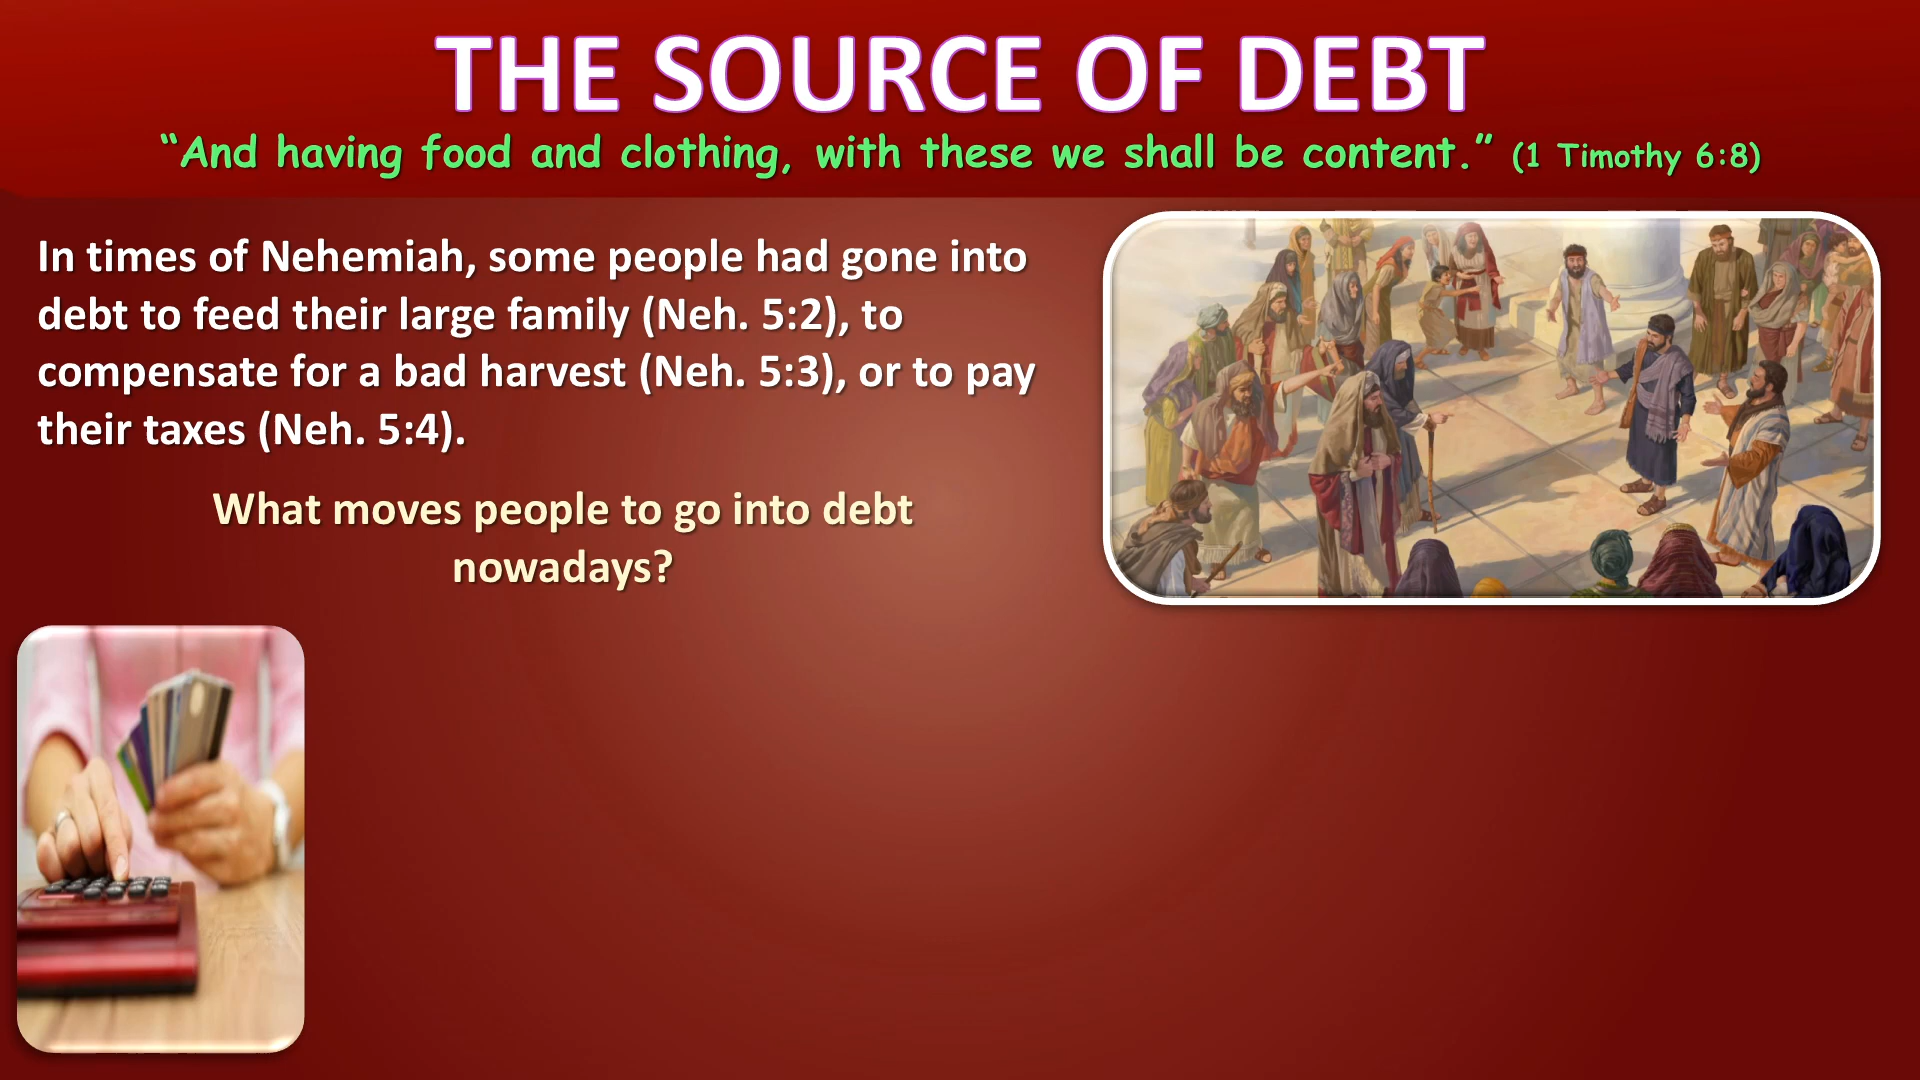 THE SOURCE OF DEBT
“And having food and clothing, with these we shall be content.” (1 Timothy 6:8)
In times of Nehemiah, some people had gone into
debt to feed their large family (Neh. 5:2), to
compensate for a bad harvest (Neh. 5:3), or to pay
their taxes (Neh. 5:4).
What moves people to go into debt
nowadays?